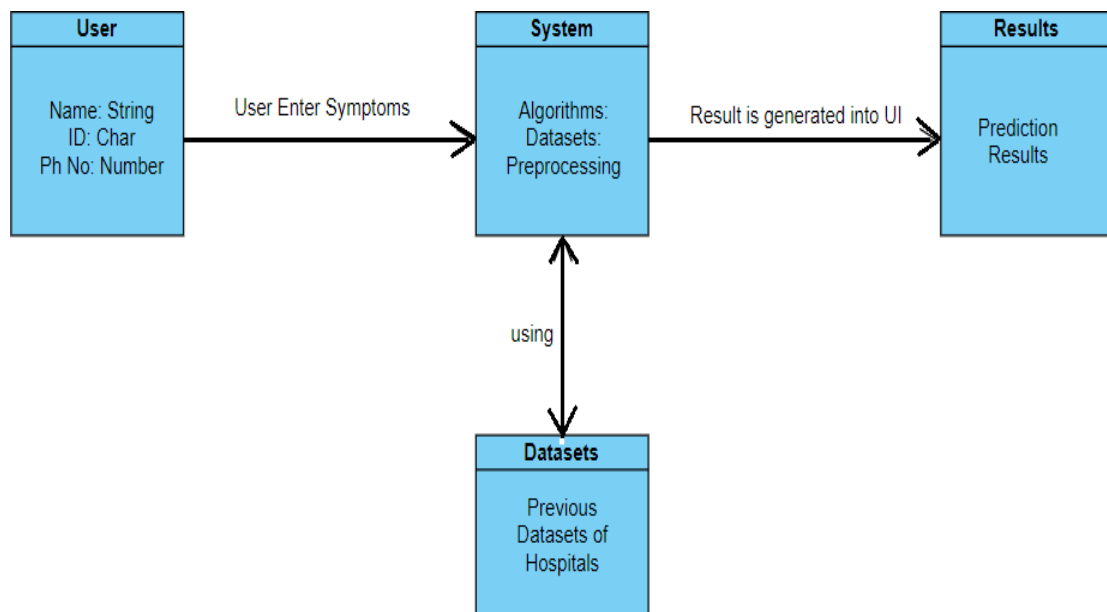 User
Name: String
ID: Char
Ph No: Number
User Enter Symptoms
System
Algorithms:
Datasets:
Preprocessing
Result is generated into UI
Results
Prediction
Results
using
Datasets
Previous
Datasets of
Hospitals